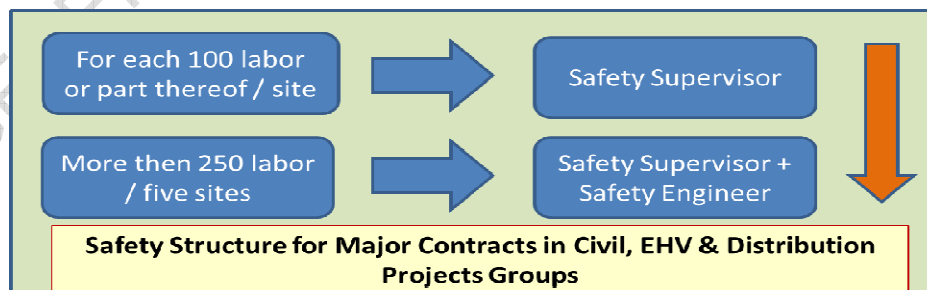 For each 100 labor
or part thereof / site
Safety Supervisor
More then 250 labor
/ five sites
Safety Supervisor +
Safety Engineer
Safety Structure for Major Contracts in Civil, EHV & Distribution
Projects Groups